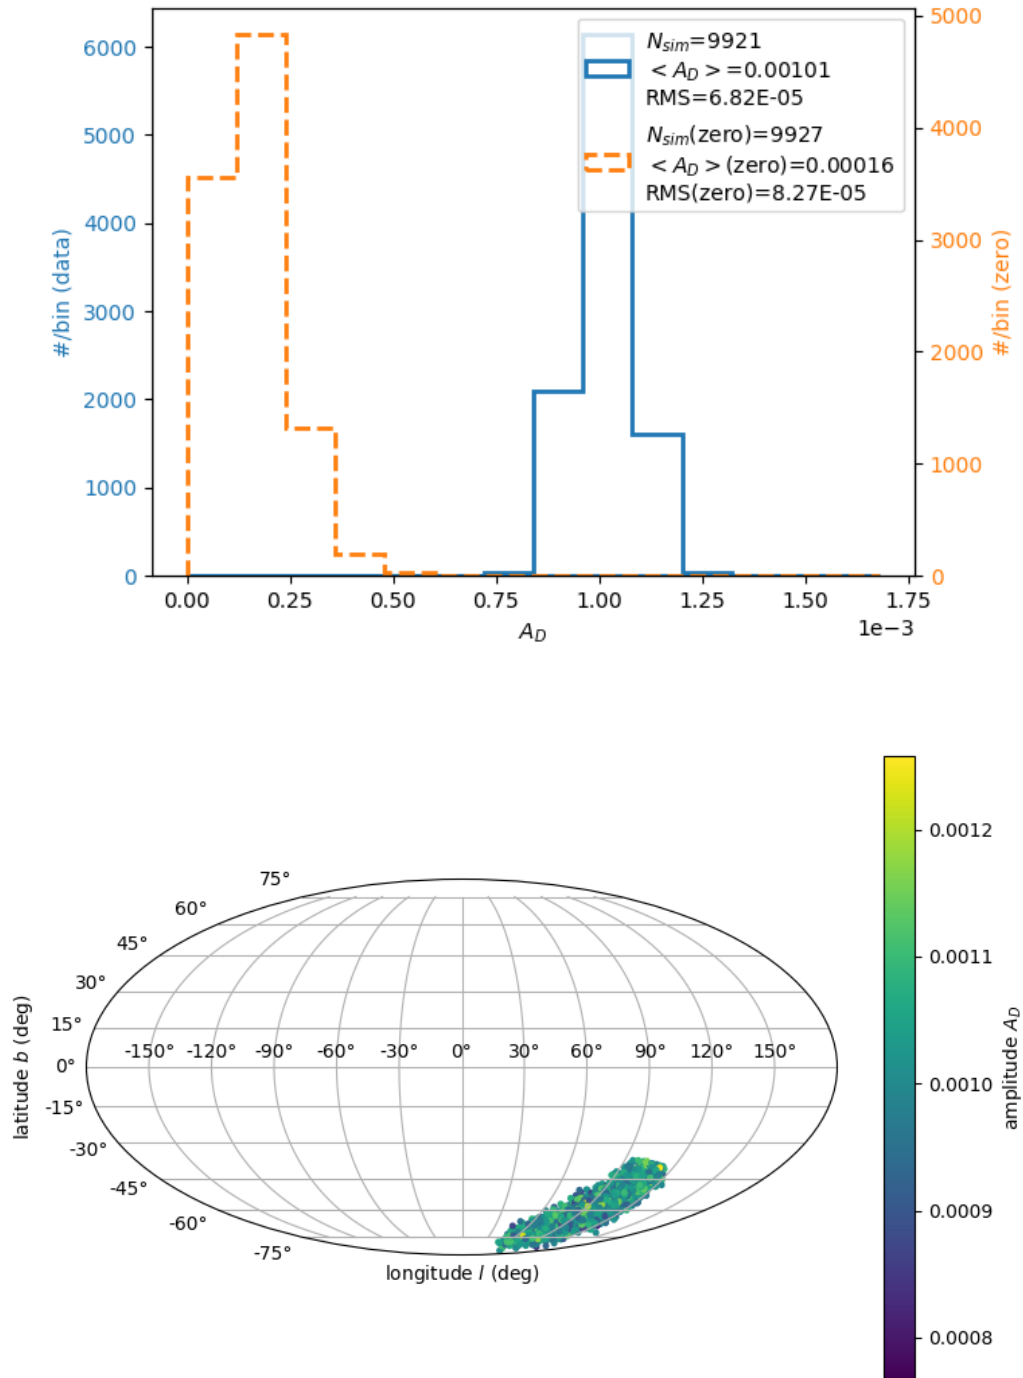 6000
5000
4000
3000
2000
1000
0
#/bin (data)
N_sim=9921
<A_D>=0.00101
RMS=6.82E-05
N_sim(zero)=9927
<A_D>(zero)=0.00016
RMS(zero)=8.27E-05
5000
4000
3000
2000
1000
0
#/bin (zero)
0.00 0.25 0.50 0.75 1.00 1.25 1.50 1.75
1e−3
A_D
75°
60°
45°
30°
15°
0°
-15°
-30°
-45°
-60°
-75°
latitude b (deg)
-150° -120° -90° -60° -30° 0° 30° 60° 90° 120° 150°
longitude l (deg)
0.0012
0.0011
0.0010
0.0009
0.0008
amplitude A_D